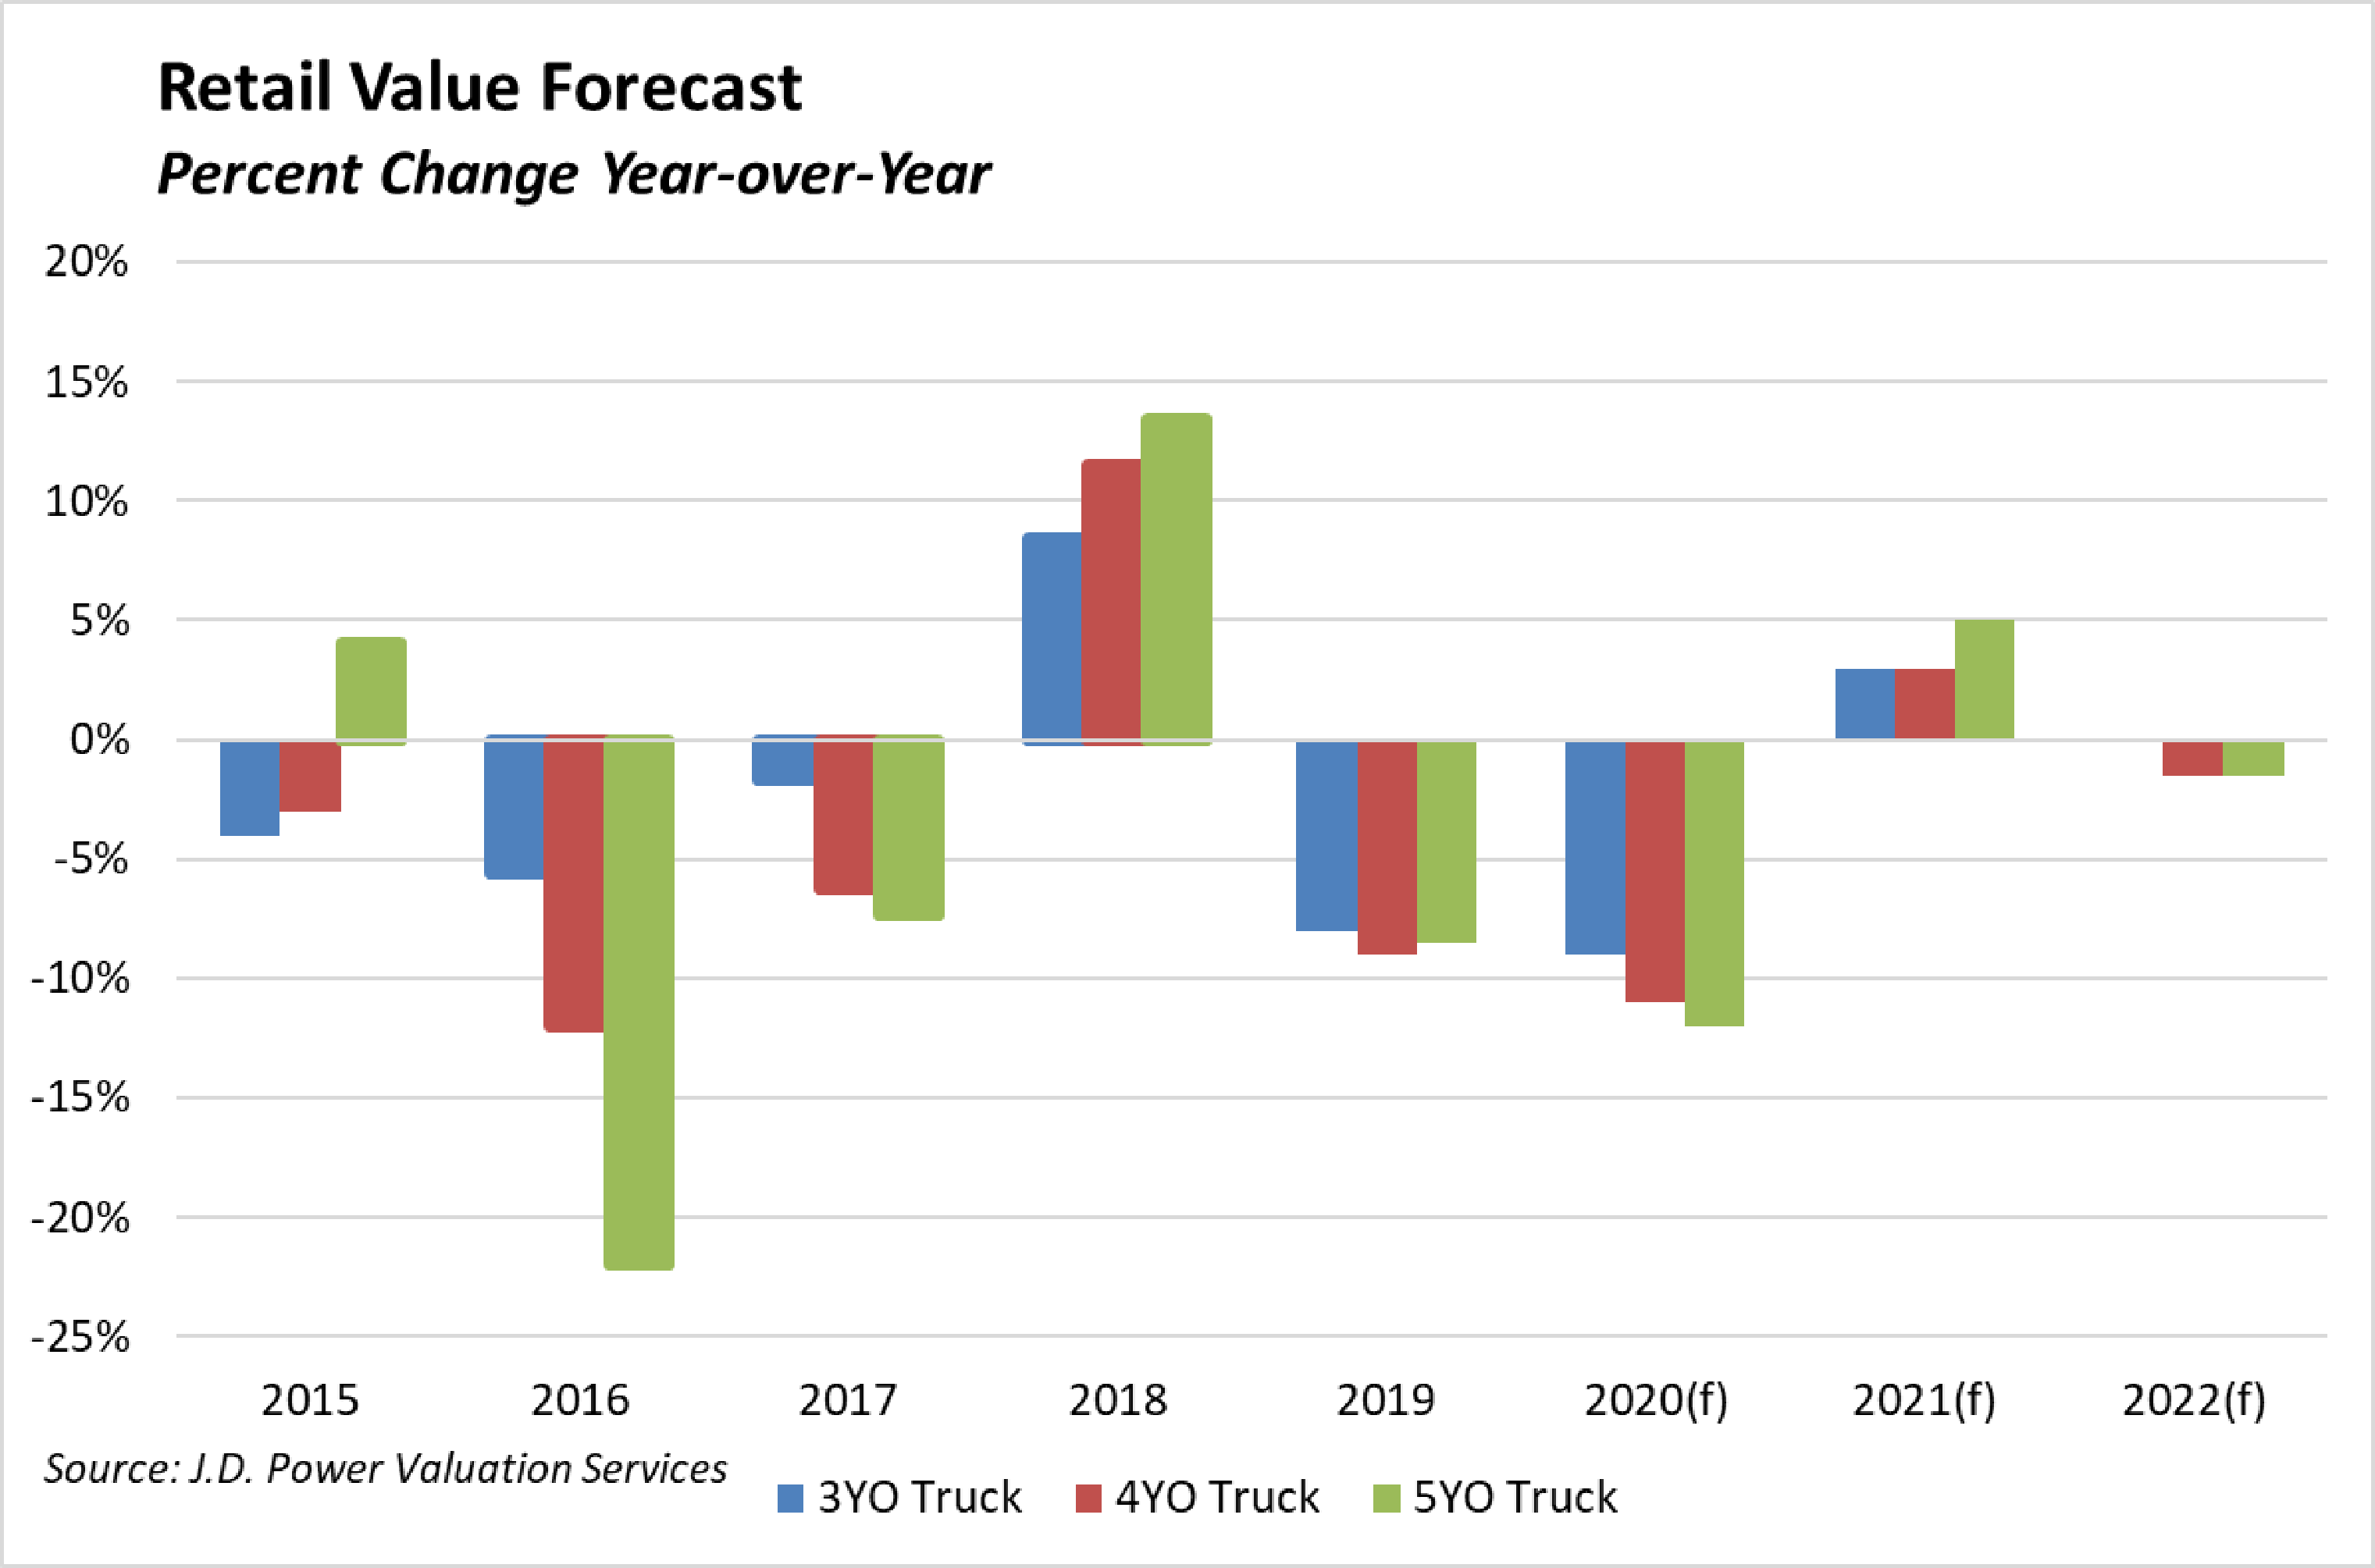 Retail Value Forecast
Percent Change Year-over-Year
20%
15%
10%
5%
0%
-5%
-10%
-15%
-20%
-25%
2015 2016 2017 2018 2019 2020(f) 2021(f) 2022(f)
Source: J.D. Power Valuation Services
3YO Truck 4YO Truck 5YO Truck